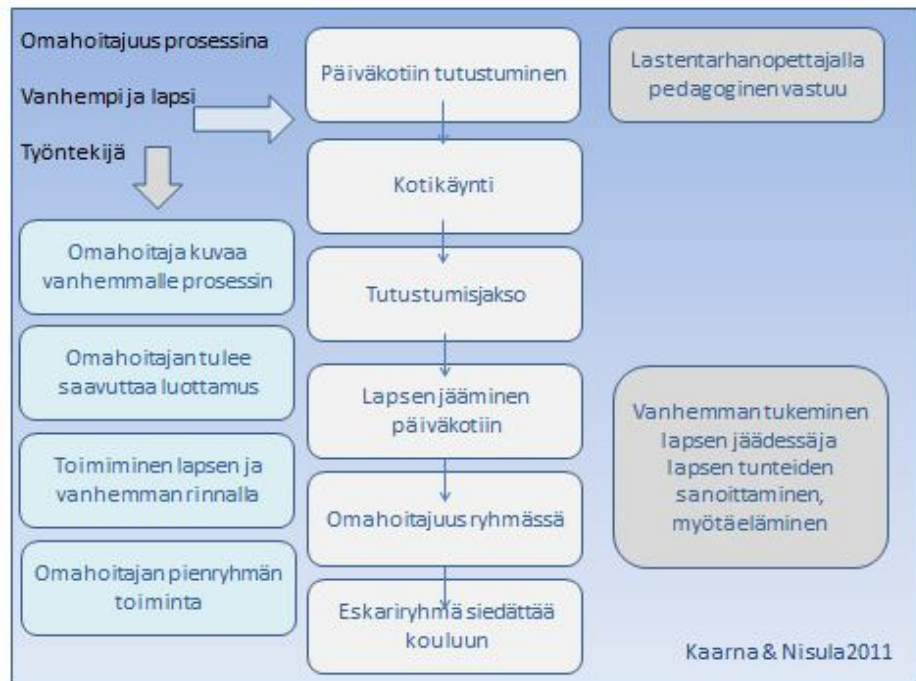 Omahoitajuus prosessina
Vanhempi ja lapsi
Työntekijä
Omahoitaja kuvaa
vanhemmalle prosessin
Omahoitajan tulee
saavuttaa luottamus
Toimiminen lapsen ja
vanhemman rinnalla
Omahoitajan pienryhmän
toiminta
Päiväkotiin tutustuminen
Kotikäynti
Tutustumisjakso
Lapsen jääminen
päiväkotiin
Omahoitajuus ryhmässä
Eskariryhmä siedättää
kouluun
Lastentarhanopettajalla
pedagoginen vastuu
Vanhemman tukeminen
lapsen jäädessä ja
lapsen tunteiden
sanoittaminen,
myötäeläminen
Kaarna & Nisula2011